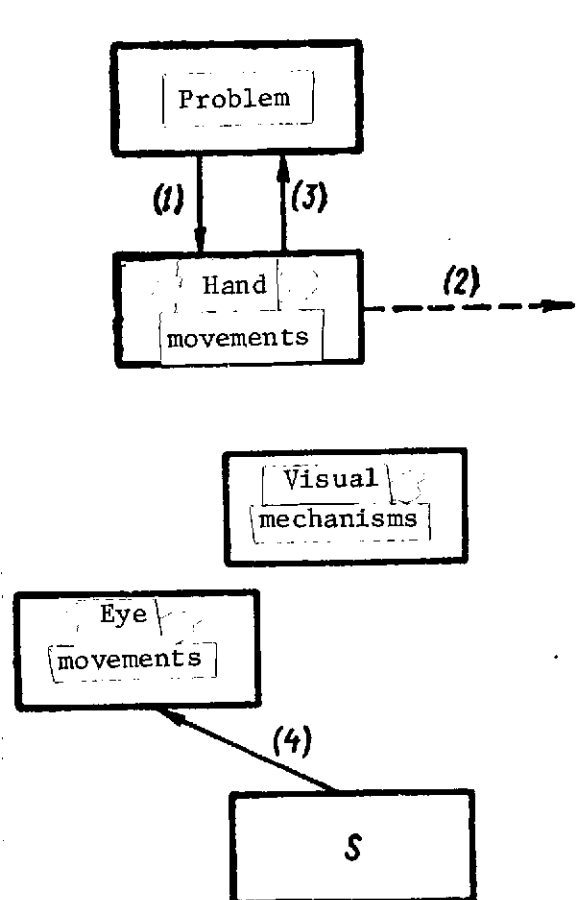 Problem
(1)
(3)
Hand
movements
(2)
Visual
mechanisms
Eye
movements
(4)
S